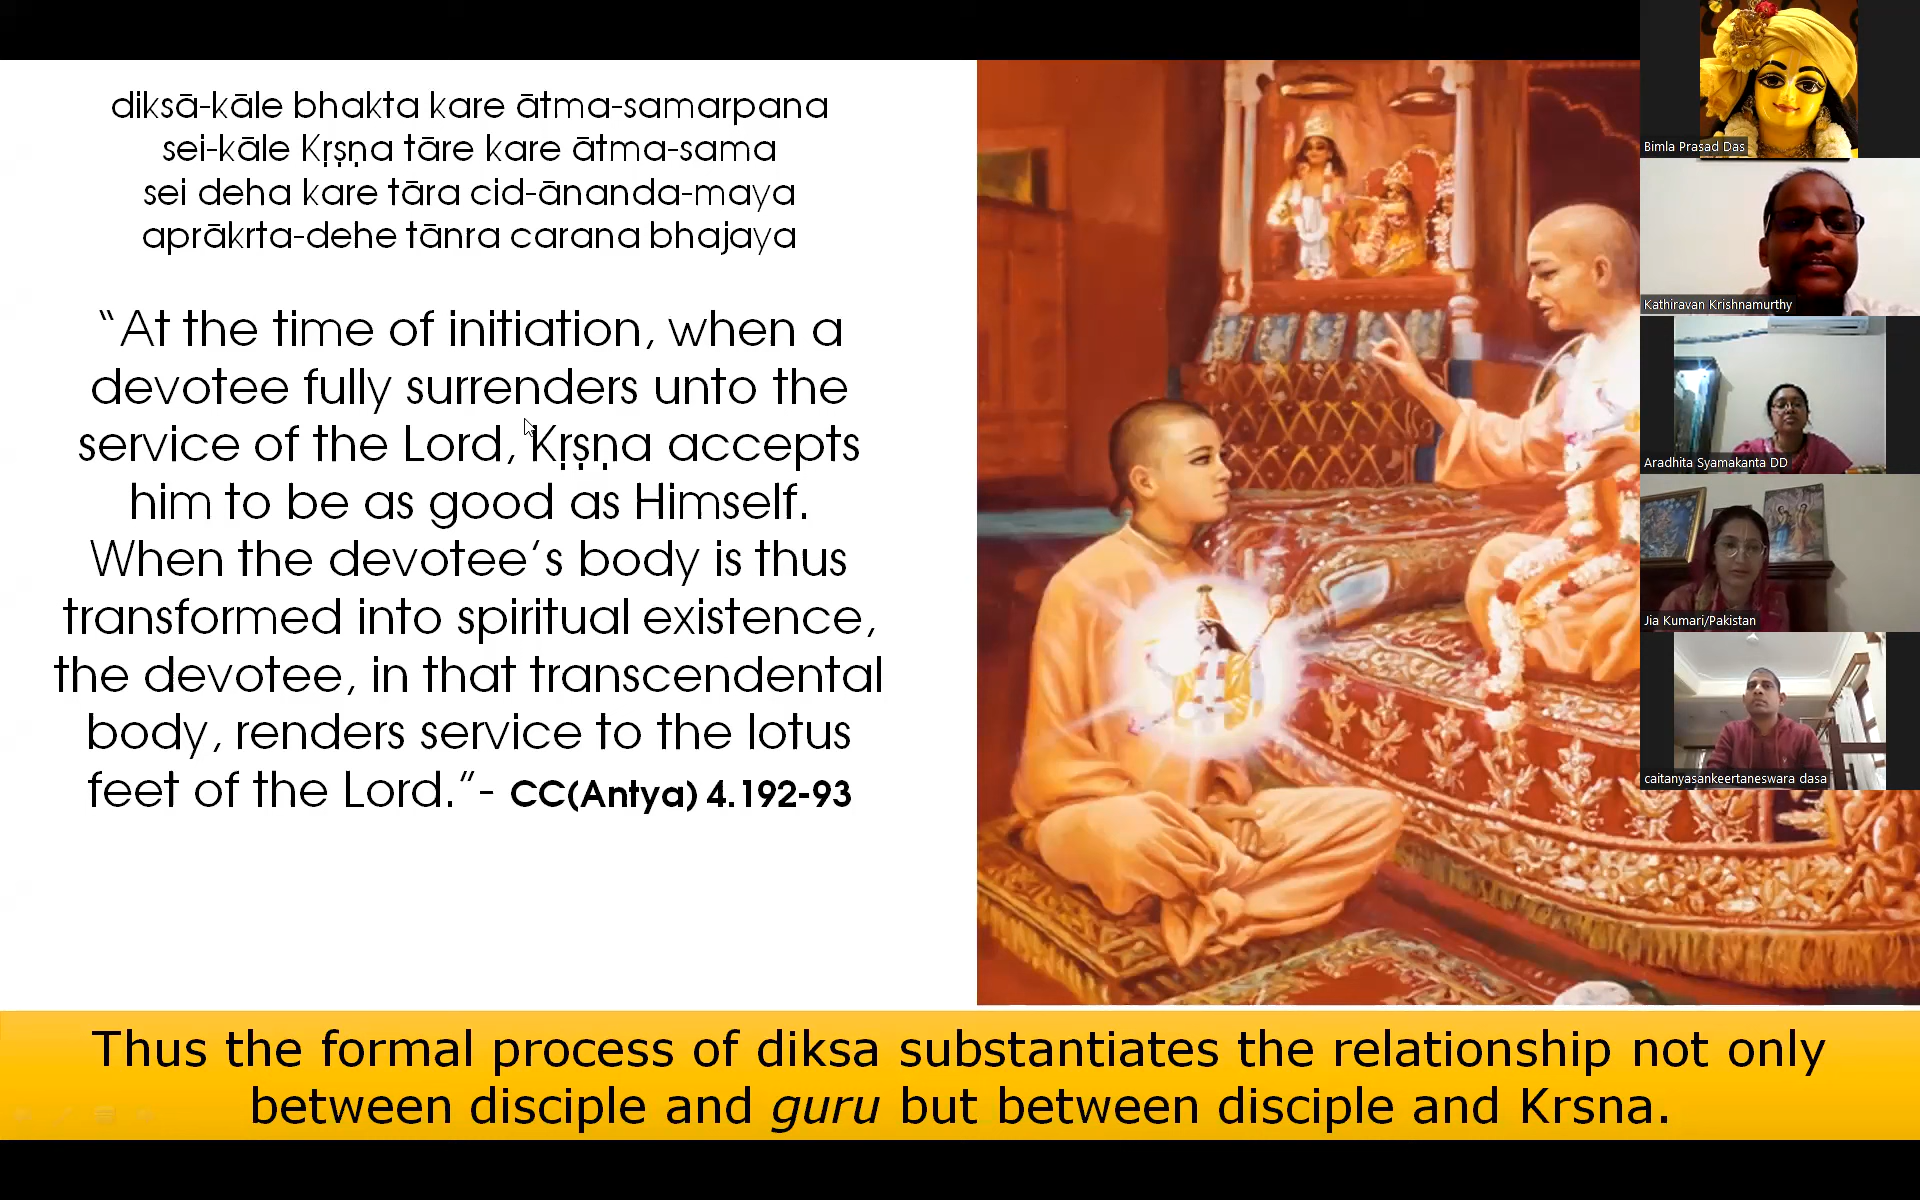 diksā-kāle bhakta kare ātma-samarpana
sei-kāle Kṛṣṇa tāre kare ātma-sama
sei deha kare tāra cid-ānanda-maya
aprākrta-dehe tānra carana bhajaya
“At the time of initiation, when a
devotee fully surrenders unto the
service of the Lord, Kṛṣṇa accepts
him to be as good as Himself.
When the devotee’s body is thus
transformed into spiritual existence,
the devotee, in that transcendental
body, renders service to the lotus
feet of the Lord.”- CC(Antya) 4.192-93
Thus the formal process of diksa substantiates the relationship not only
between disciple and guru but between disciple and Krsna.
Bimla Prasad Das
Kathiravan Krishnamurthy
Aradhita Syamakanta DD
Jia Kumari/Pakistan
caitanyasankeertaneswara dasa